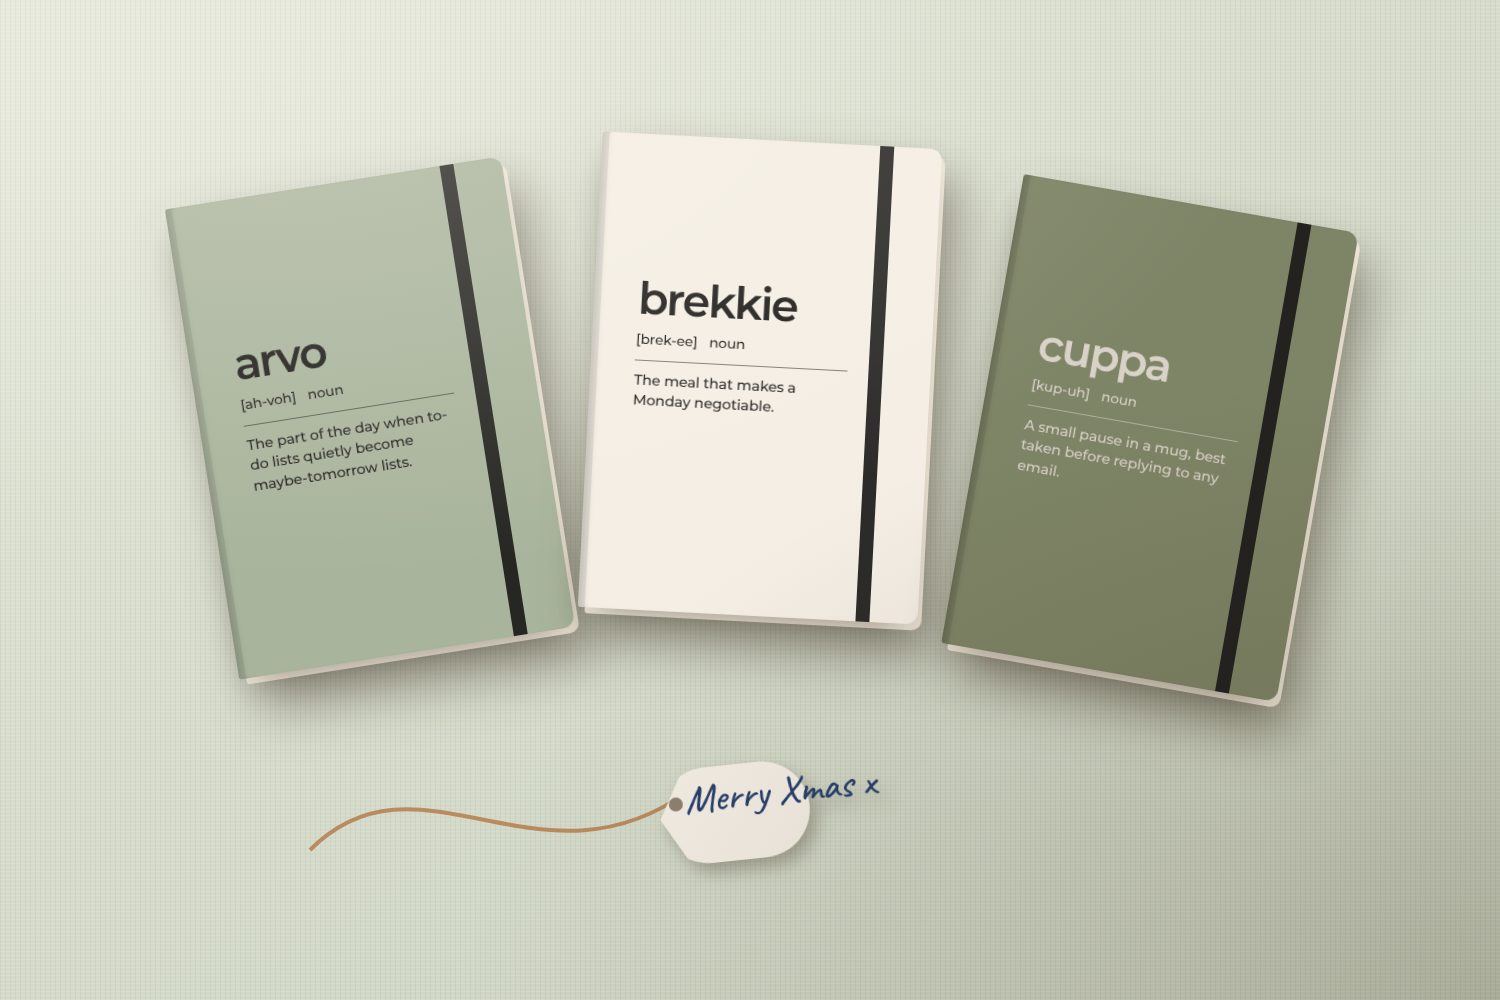 arvo
[ah-voh] noun
The part of the day when to-
do lists quietly become
maybe-tomorrow lists.
brekkie
[brek-ee] noun
The meal that makes a
Monday negotiable.
cuppa
[kup-uh] noun
A small pause in a mug, best
taken before replying to any
email.
Merry Xmas x